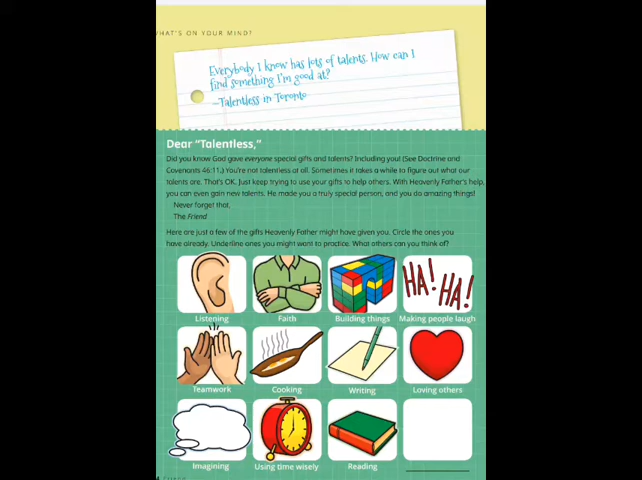 WHAT'S ON YOUR MIND?
Everybody I know has lots of talents. How can I
find something I'm good at?
—Talentless in Toronto
Dear "Talentless,"
Did you know God gave everyone special gifts and talents? Including you! (See Doctrine and
Covenants 46:11.) You're not talentless at all. Sometimes it takes a while to figure out what our
talents are. That's OK. Just keep trying to use your gifts to help others. With Heavenly Father's help,
you can even gain new talents. He made you a truly special person, and you do amazing things!
Never forget that,
The Friend
Here are just a few of the gifts Heavenly Father might have given you. Circle the ones you
have already. Underline ones you might want to practice. What others can you think of?
HA! HA!
Listening
Faith
Building things
Making people laugh
Teamwork
Cooking
Writing
Loving others
Imagining
Using time wisely
Reading